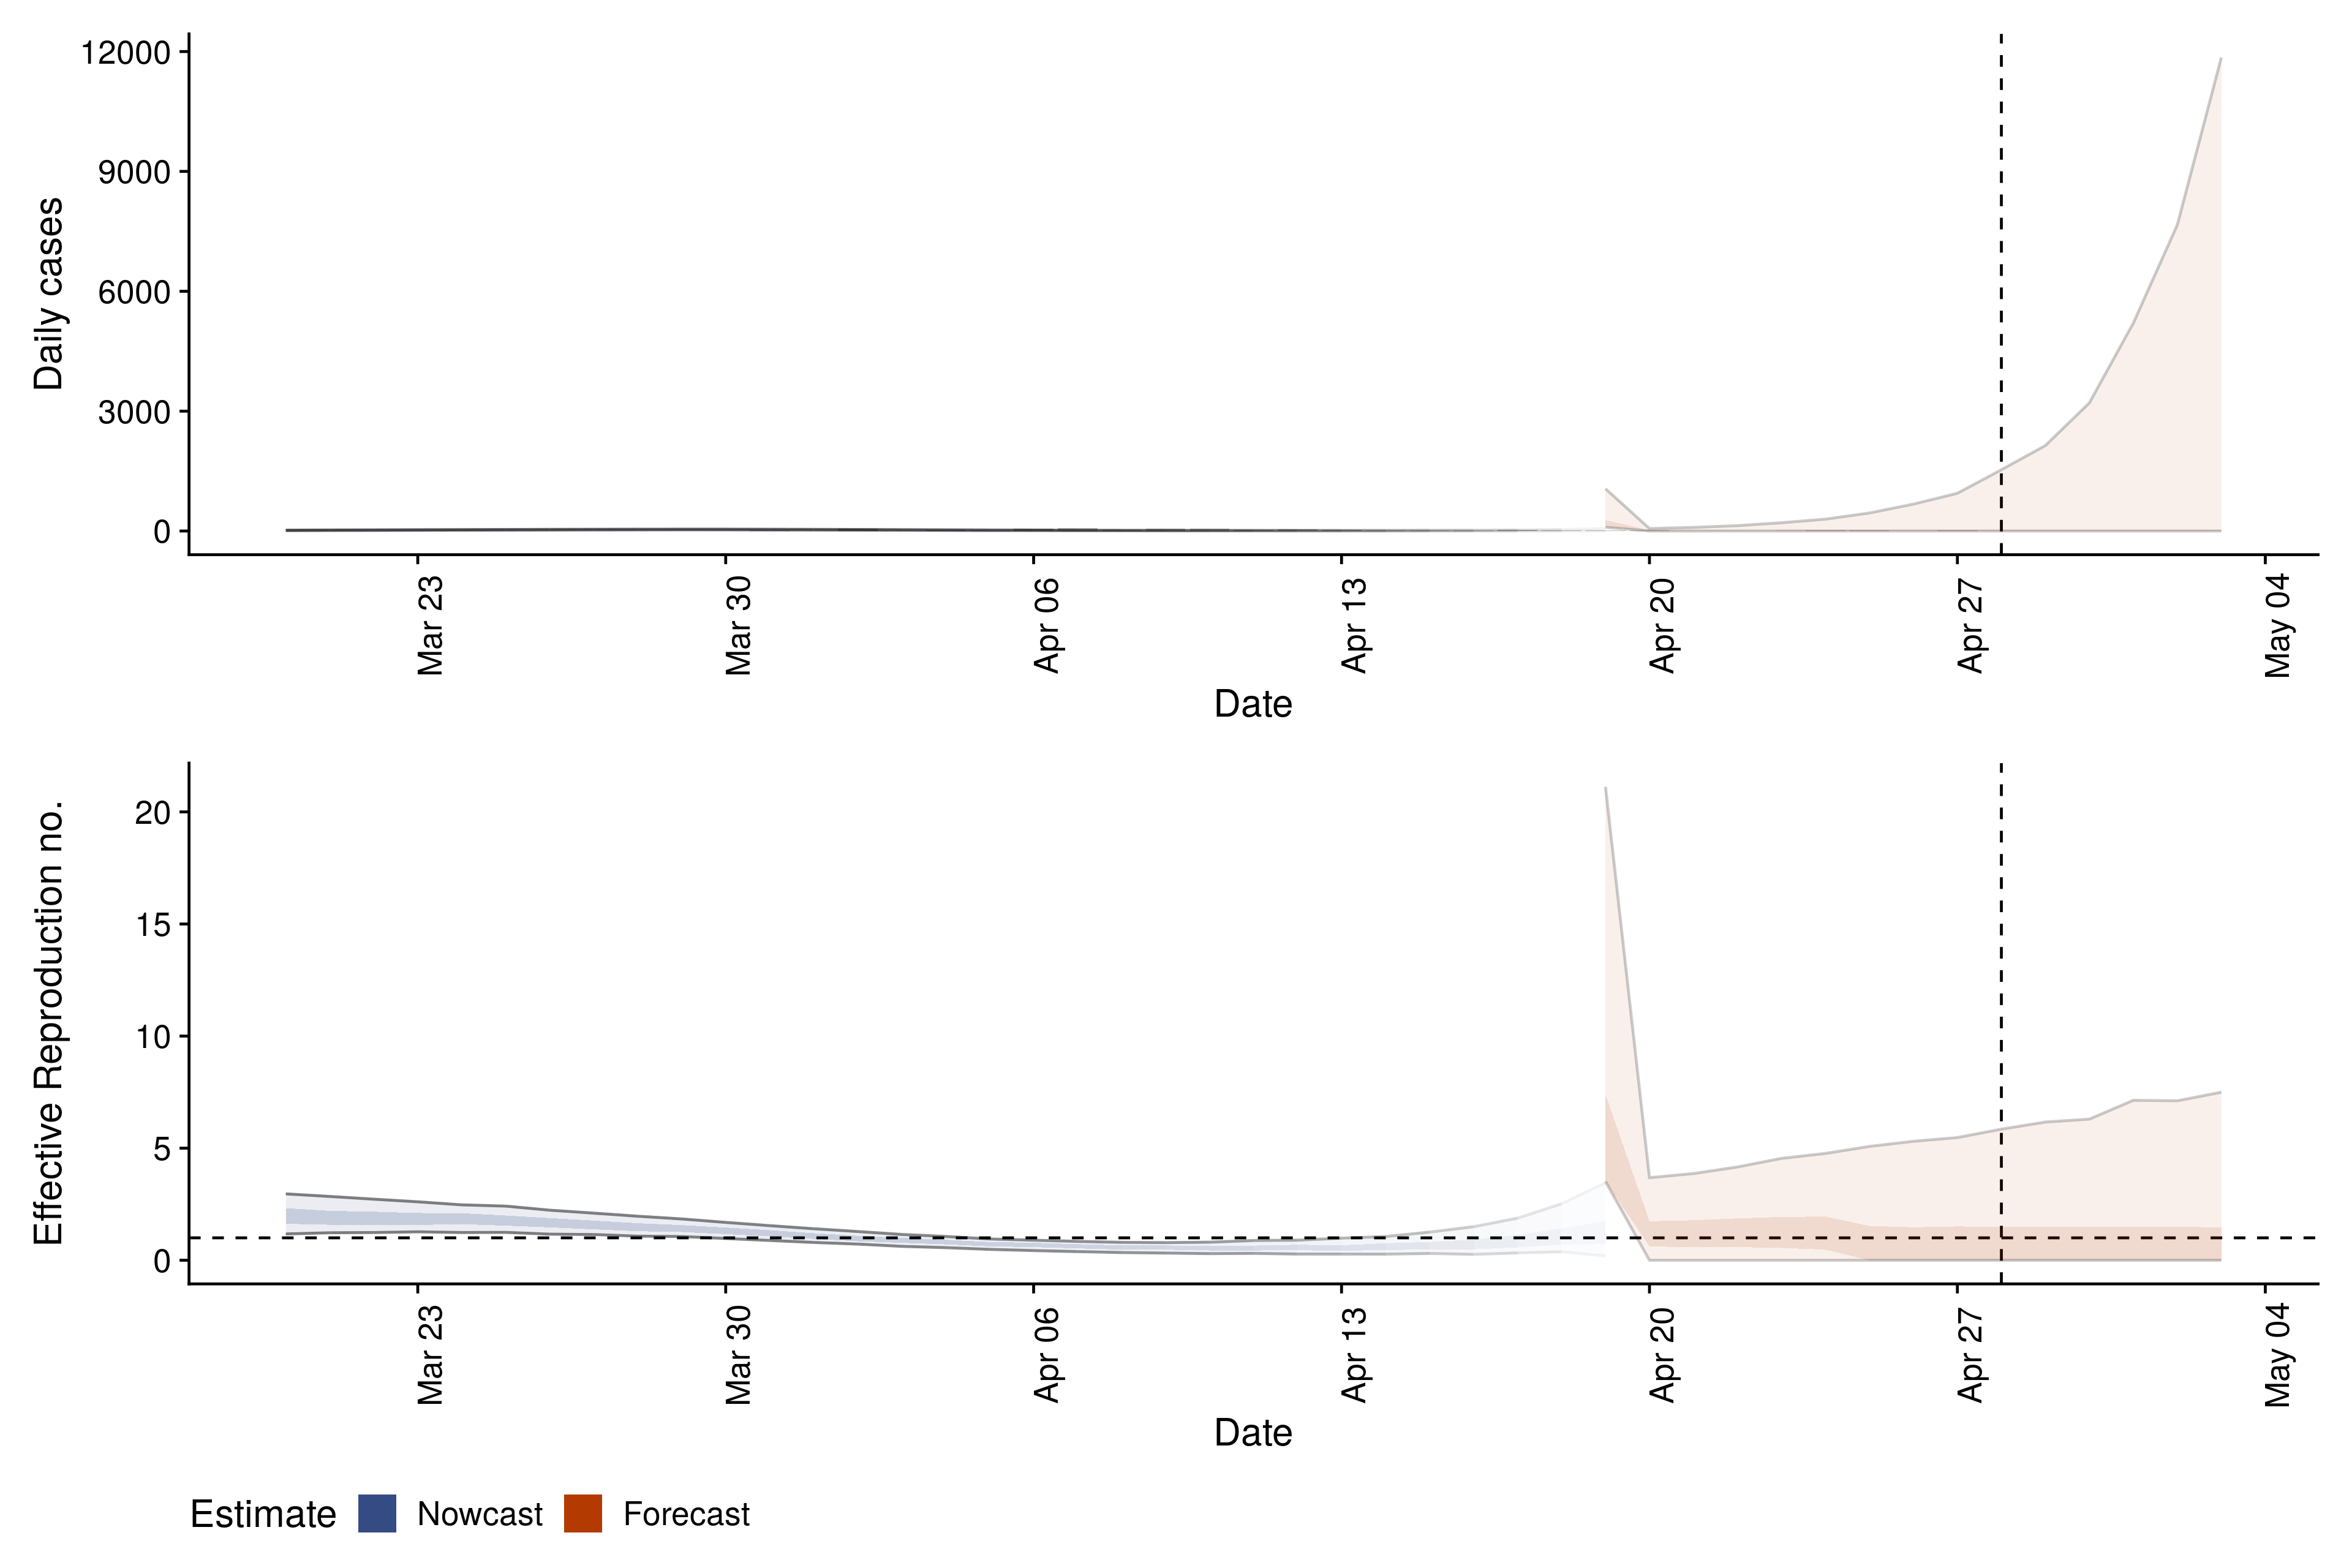 12000
9000
6000
3000
0
Daily cases
Mar 23
Mar 30
Apr 06
Apr 13
Apr 20
Apr 27
May 04
Date
20
15
10
5
0
Effective Reproduction no.
Mar 23
Mar 30
Apr 06
Apr 13
Apr 20
Apr 27
May 04
Date
Estimate Nowcast Forecast